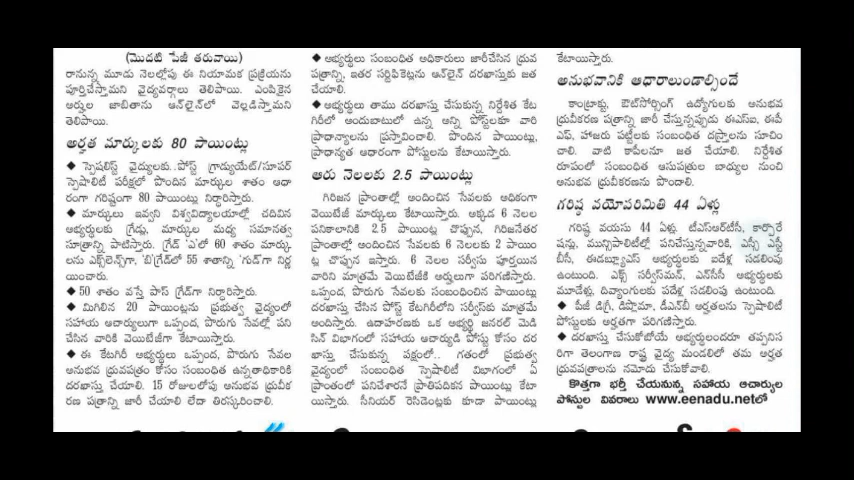 (మొదటి పేజీ తరువాయి)
రానున్న మూడు నెలల్లోపు ఈ నియామక ప్రక్రియను
పూర్తిచేస్తామని వైద్యవర్గాలు తెలిపాయి. ఎంపికైన
అర్హుల జాబితాను ఆన్‌లైన్‌లో వెల్లడిస్తామని
తెలిపాయి.
అర్హత మార్కులకు 80 పాయింట్లు
◆ స్పెషలిస్ట్ వైద్యులకు..పోస్ట్ గ్రాడ్యుయేట్/సూపర్
స్పెషాలిటీ పరీక్షలో పొందిన మార్కుల శాతం ఆధా
రంగా గరిష్ఠంగా 80 పాయింట్లు నిర్ధారిస్తారు.
◆ మార్కులు ఇవ్వని విశ్వవిద్యాలయాల్లో చదివిన
అభ్యర్థులకు గ్రేడ్లు, మార్కుల మధ్య సమానత్వ
సూత్రాన్ని పాటిస్తారు. గ్రేడ్ 'ఎ'లో 60 శాతం మార్కు
లను ఎక్స్‌లెన్స్‌గా, 'బి'గ్రేడ్‌లో 55 శాతాన్ని 'గుడ్'గా నిర్ణ
యించారు.
◆ 50 శాతం వస్తే పాస్ గ్రేడ్‌గా నిర్ధారిస్తారు.
◆ మిగిలిన 20 పాయింట్లను ప్రభుత్వ వైద్యంలో
సహాయ ఆచార్యులుగా ఒప్పంద, పొరుగు సేవల్లో పని
చేసిన వారికి వెయిటేజీగా కేటాయిస్తారు.
◆ ఈ కేటగిరీ అభ్యర్థులు ఒప్పంద, పొరుగు సేవల
అనుభవ ధ్రువపత్రం కోసం సంబంధిత ఉన్నతాధికారికి
దరఖాస్తు చేయాలి. 15 రోజులలోపు అనుభవ ధ్రువీక
రణ పత్రాన్ని జారీ చేయాలి లేదా తిరస్కరించాలి.
◆ అభ్యర్థులు సంబంధిత అధికారులు జారీచేసిన ధ్రువ
పత్రాన్ని, ఇతర సర్టిఫికెట్లను ఆన్‌లైన్ దరఖాస్తుకు జత
చేయాలి.
◆ అభ్యర్థులు తాము దరఖాస్తు చేసుకున్న నిర్దేశిత కేట
గిరీలో అందుబాటులో ఉన్న అన్ని పోస్ట్‌లకూ వారి
ప్రాధాన్యాలను ప్రస్తావించాలి. పొందిన పాయింట్లు,
ప్రాధాన్యత ఆధారంగా పోస్టులను కేటాయిస్తారు.
ఆరు నెలలకు 2.5 పాయింట్లు
గిరిజన ప్రాంతాల్లో అందించిన సేవలకు అధికంగా
వెయిటేజీ మార్కులు కేటాయిస్తారు. అక్కడ 6 నెలల
పనికాలానికి 2.5 పాయింట్ల చొప్పున, గిరిజనేతర
ప్రాంతాల్లో అందించిన సేవలకు 6 నెలలకు 2 పాయిం
ట్ల చొప్పున ఇస్తారు. 6 నెలల సర్వీసు పూర్తయిన
వారిని మాత్రమే వెయిటేజీకి అర్హులుగా పరిగణిస్తారు.
ఒప్పంద, పొరుగు సేవలకు సంబంధించిన పాయింట్లు
దరఖాస్తు చేసిన పోస్ట్ కేటగిరీలోని సర్వీస్‌కు మాత్రమే
అందిస్తారు. ఉదాహరణకు ఒక అభ్యర్థి జనరల్ మెడి
సిన్ విభాగంలో సహాయ ఆచార్యుడి పోస్టు కోసం దర
ఖాస్తు చేసుకున్న పక్షంలో.. గతంలో ప్రభుత్వ
వైద్యంలో సంబంధిత స్పెషాలిటీ విభాగంలో ఏ
ప్రాంతంలో పనిచేశారనే ప్రాతిపదికన పాయింట్లు కేటా
యిస్తారు. సీనియర్ రెసిడెంట్లకు కూడా పాయింట్లు
కేటాయిస్తారు.
అనుభవానికి ఆధారాలుండాల్సిందే
కాంట్రాక్టు, ఔట్‌సోర్సింగ్ ఉద్యోగులకు అనుభవ
ధ్రువీకరణ పత్రాన్ని జారీ చేస్తున్నప్పుడు ఈఎస్ఐ, ఈపీ
ఎఫ్, హాజరు పట్టీలకు సంబంధిత దస్త్రాలను సూచిం
చాలి. వాటి కాపీలనూ జత చేయాలి. నిర్దేశిత
రూపంలో సంబంధిత ఆసుపత్రుల బాధ్యుల నుంచి
అనుభవ ధ్రువీకరణను పొందాలి.
గరిష్ఠ వయోపరిమితి 44 ఏళ్లు
గరిష్ఠ వయసు 44 ఏళ్లు. టీఎస్ఆర్‌టీసీ, కార్పొరే
షన్లు, మున్సిపాలిటీల్లో పనిచేస్తున్నవారికి, ఎస్సీ ఎస్టీ
బీసీ, ఈడబ్ల్యూఎస్ అభ్యర్థులకు ఐదేళ్ల సడలింపు
ఉంటుంది. ఎక్స్ సర్వీస్‌మన్, ఎన్‌సీసీ అభ్యర్థులకు
మూడేళ్లు, దివ్యాంగులకు పదేళ్ల సడలింపు ఉంటుంది.
◆ పీజీ డిగ్రీ, డిప్లొమా, డీఎన్‌బీ అర్హతలను స్పెషాలిటీ
పోస్టులకు అర్హతగా పరిగణిస్తారు.
◆ దరఖాస్తు చేసుకోబోయే అభ్యర్థులందరూ తప్పనిస
రిగా తెలంగాణ రాష్ట్ర వైద్య మండలిలో తమ అర్హత
ధ్రువపత్రాలను నమోదు చేసుకోవాలి.
కొత్తగా భర్తీ చేయనున్న సహాయ ఆచార్యుల
పోస్టుల వివరాలు www.eenadu.netలో